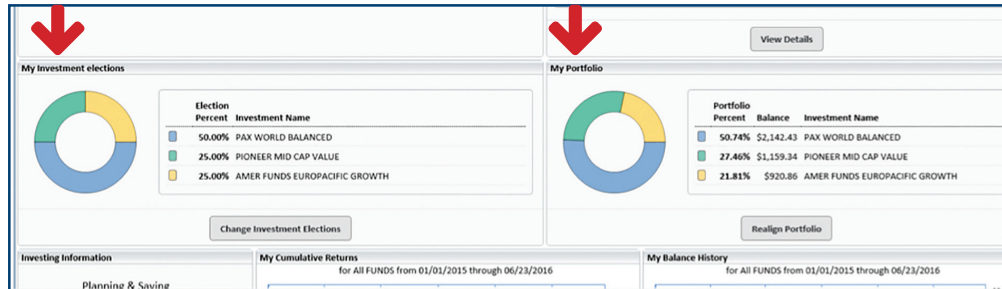 View Details
My Investment elections
Election
Percent Investment Name
50.00% PAX WORLD BALANCED
25.00% PIONEER MID CAP VALUE
25.00% AMER FUNDS EUROPACIFIC GROWTH
Change Investment Elections
My Portfolio
Portfolio
Percent Balance Investment Name
50.74% $2,142.43 PAX WORLD BALANCED
27.46% $1,159.34 PIONEER MID CAP VALUE
21.81% $920.86 AMER FUNDS EUROPACIFIC GROWTH
Realign Portfolio
Investing Information
Planning & Saving
My Cumulative Returns
for All FUNDS from 01/01/2015 through 06/23/2016
My Balance History
for All FUNDS from 01/01/2015 through 06/23/2016